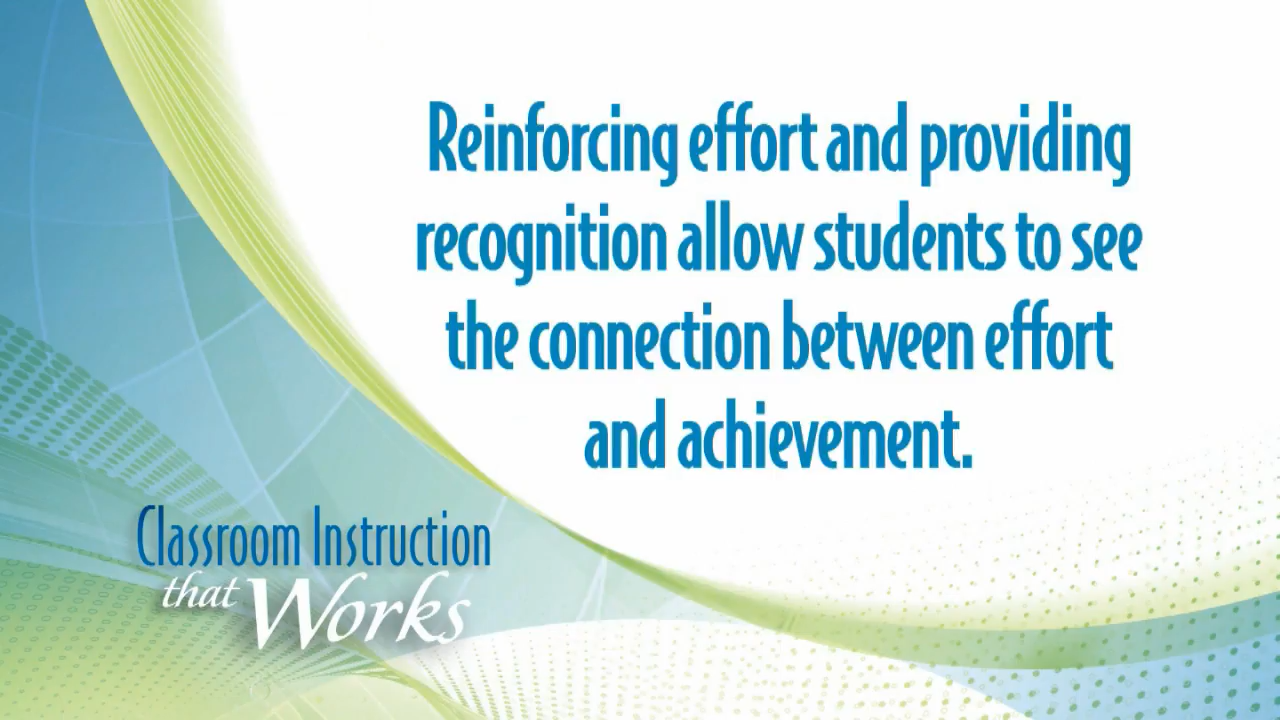 Reinforcing effort and providing
recognition allow students to see
the connection between effort
and achievement.
Classroom Instruction
that Works